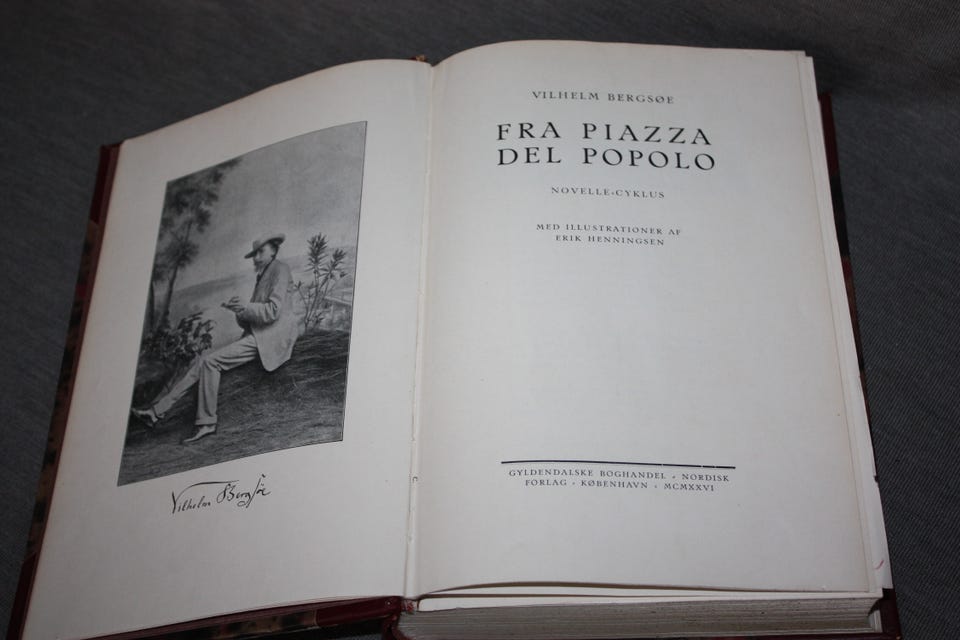 Vilhelm Bergsøe
VILHELM BERGSØE
FRA PIAZZA
DEL POPOLO
NOVELLE-CYKLUS
MED ILLUSTRATIONER AF
ERIK HENNINGSEN
GYLDENDALSKE BOGHANDEL - NORDISK
FORLAG - KØBENHAVN - MCMXXVI